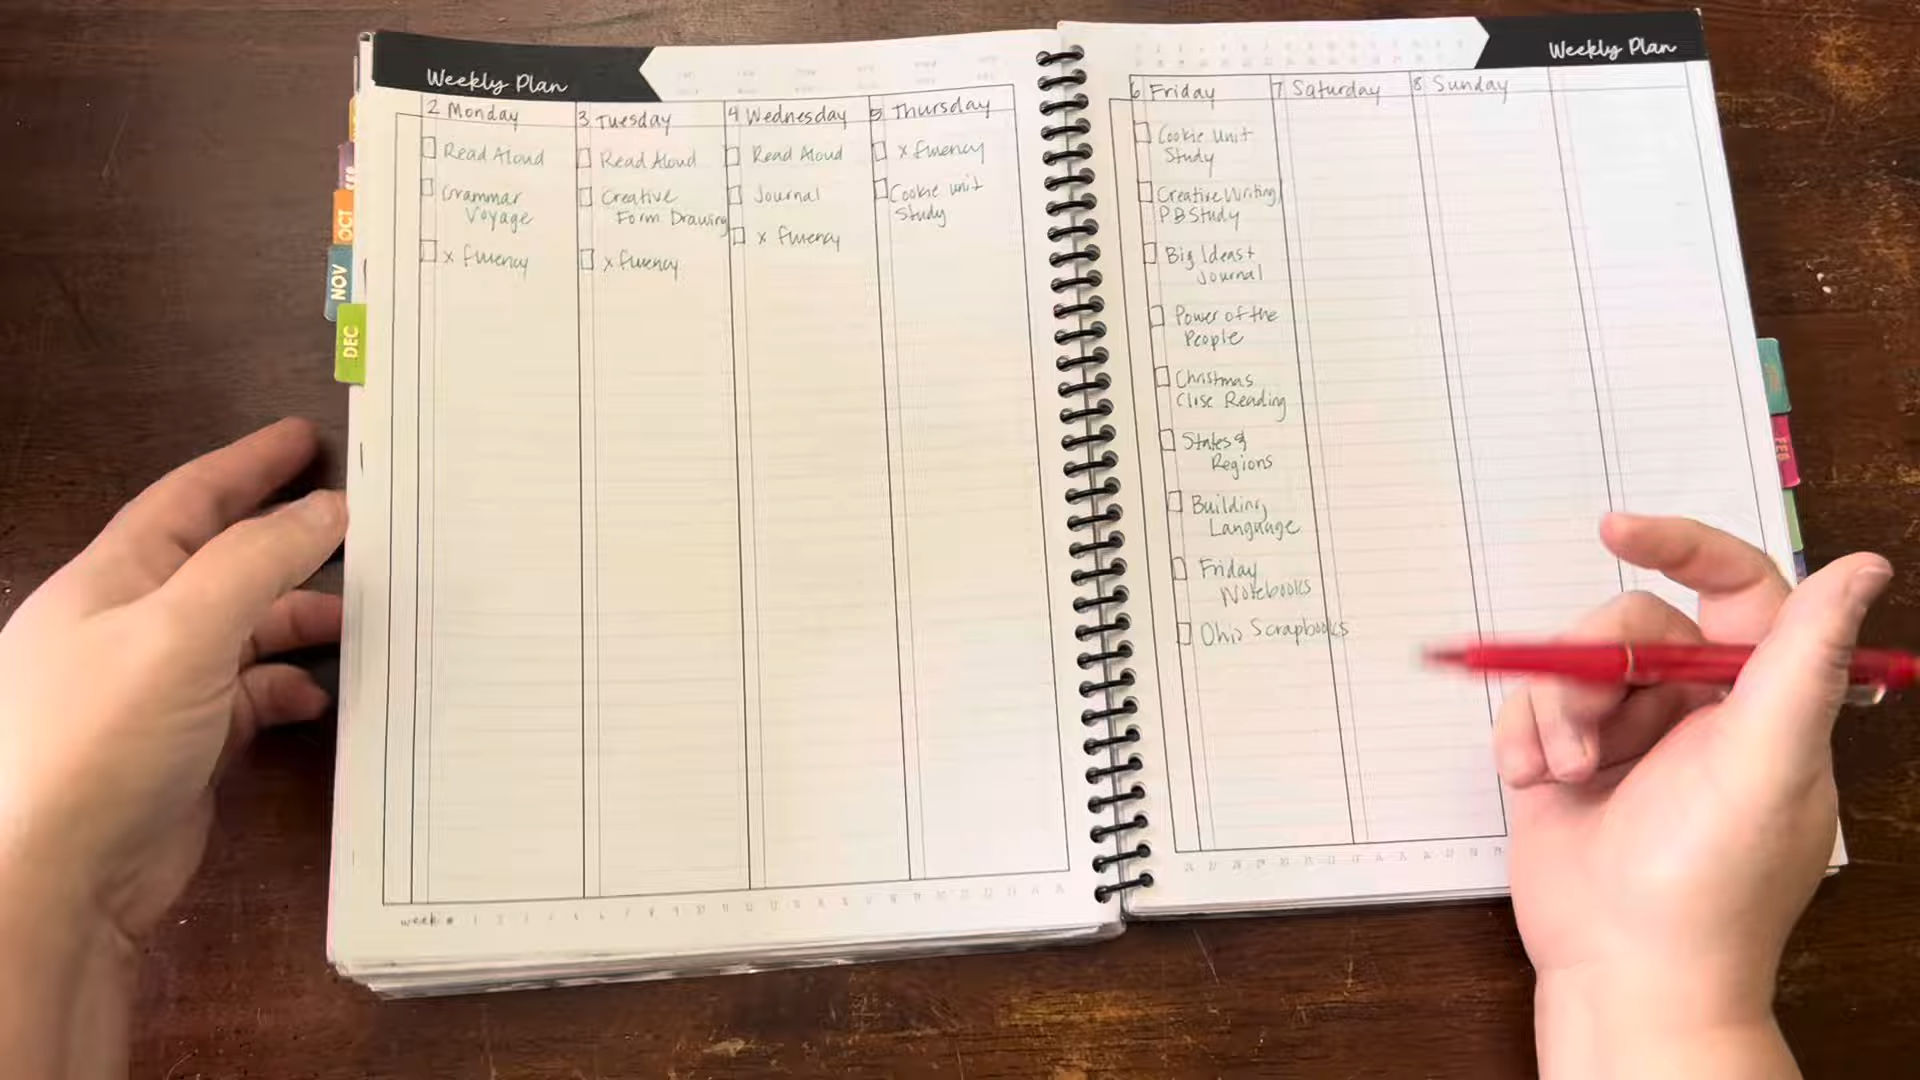 Weekly Plan
2 Monday
Read Aloud
Grammar
Voyage
x fluency
3 Tuesday
Read Aloud
Creative
Form Drawing
x fluency
4 Wednesday
Read Aloud
Journal
x fluency
5 Thursday
x fluency
Cookie unit
Study
week #
OCT
NOV
DEC
Weekly Plan
6 Friday
Cookie Unit
Study
Creative Writing
PB Study
Big Ideas +
Journal
Power of the
People
Christmas
Close Reading
States &
Regions
Building
Language
Friday
Notebooks
Ohio Scrapbooks
7 Saturday
8 Sunday
FEB